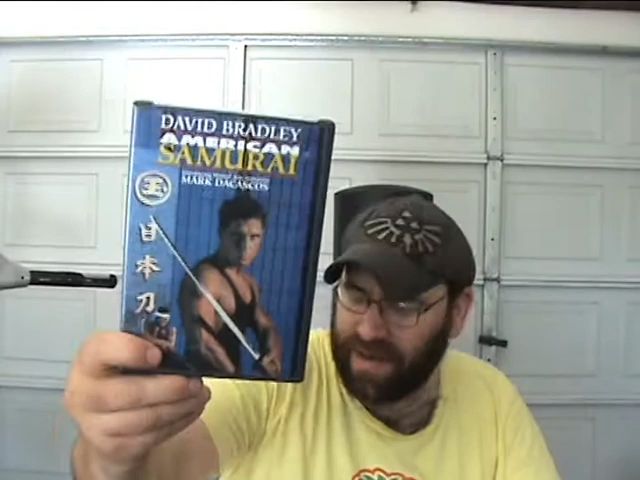 DAVID BRADLEY
AMERICAN
SAMURAI
MARK DACASCOS
王
日本刀